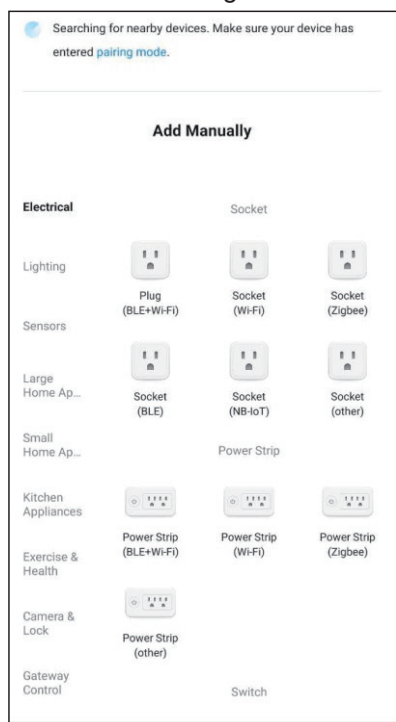 Searching for nearby devices. Make sure your device has
entered pairing mode.
Add Manually
Electrical
Lighting
Sensors
Large
Home Ap...
Small
Home Ap...
Kitchen
Appliances
Exercise &
Health
Camera &
Lock
Gateway
Control
Socket
Plug
(BLE+Wi-Fi)
Socket
(Wi-Fi)
Socket
(Zigbee)
Socket
(BLE)
Socket
(NB-IoT)
Socket
(other)
Power Strip
Power Strip
(BLE+Wi-Fi)
Power Strip
(Wi-Fi)
Power Strip
(Zigbee)
Power Strip
(other)
Switch